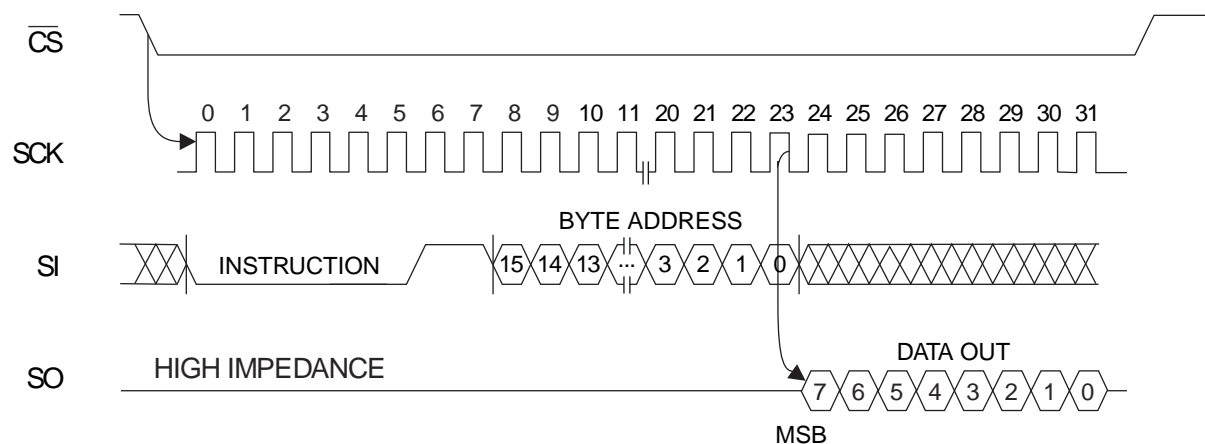 CS
0 1 2 3 4 5 6 7 8 9 10 11 20 21 22 23 24 25 26 27 28 29 30 31
SCK
BYTE ADDRESS
SI INSTRUCTION 15 14 13 ... 3 2 1 0
DATA OUT
SO HIGH IMPEDANCE 7 6 5 4 3 2 1 0
MSB